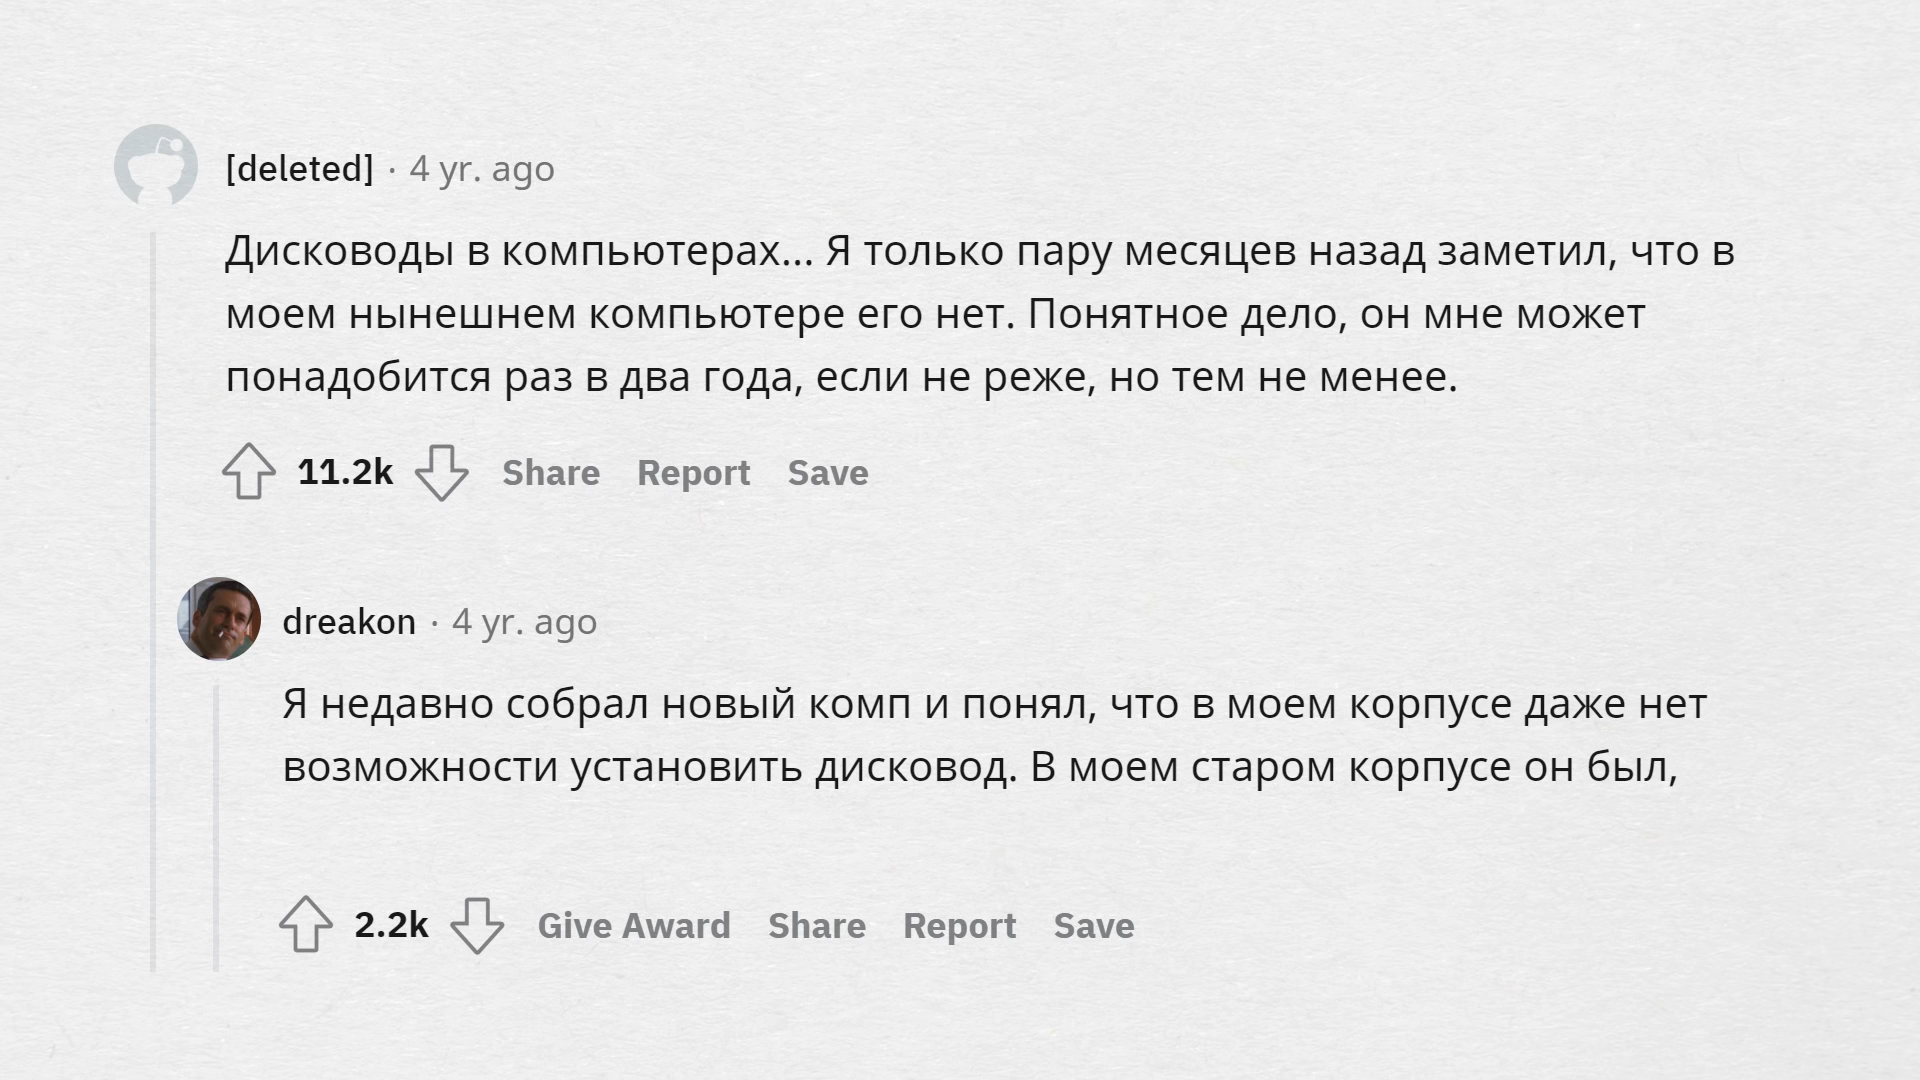 [deleted] · 4 yr. ago
Дисководы в компьютерах... Я только пару месяцев назад заметил, что в
моем нынешнем компьютере его нет. Понятное дело, он мне может
понадобится раз в два года, если не реже, но тем не менее.
11.2k Share Report Save
dreakon · 4 yr. ago
Я недавно собрал новый комп и понял, что в моем корпусе даже нет
возможности установить дисковод. В моем старом корпусе он был,
2.2k Give Award Share Report Save